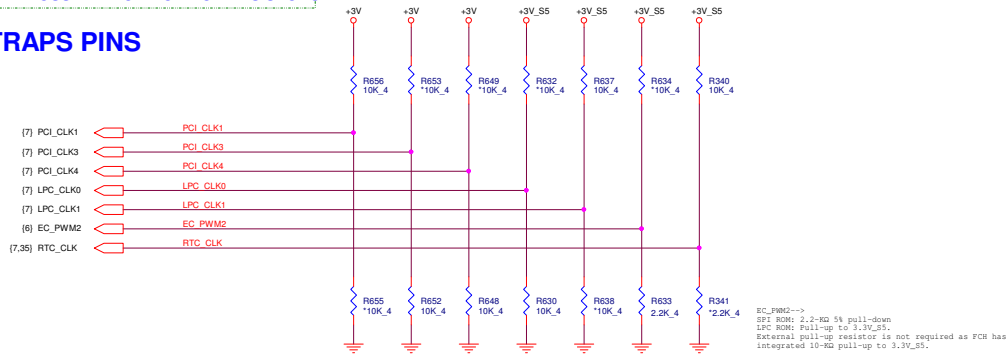 +3V +3V +3V +3V_S5 +3V_S5 +3V_S5 +3V_S5
TRAPS PINS
R656 R653 R649 R632 R637 R634 R340
10K_4 *10K_4 *10K_4 *10K_4 10K_4 *10K_4 10K_4
{7} PCI_CLK1 PCI_CLK1
{7} PCI_CLK3 PCI_CLK3
{7} PCI_CLK4 PCI_CLK4
{7} LPC_CLK0 LPC_CLK0
{7} LPC_CLK1 LPC_CLK1
{6} EC_PWM2 EC_PWM2
{7,35} RTC_CLK RTC_CLK
R655 R652 R648 R630 R638 R633 R341
*10K_4 10K_4 10K_4 10K_4 *10K_4 2.2K_4 *2.2K_4
EC_PWM2-->
SPI ROM: 2.2-KΩ 5% pull-down
LPC ROM: Pull-up to 3.3V_S5.
External pull-up resistor is not required as FCH has
integrated 10-KΩ pull-up to 3.3V_S5.